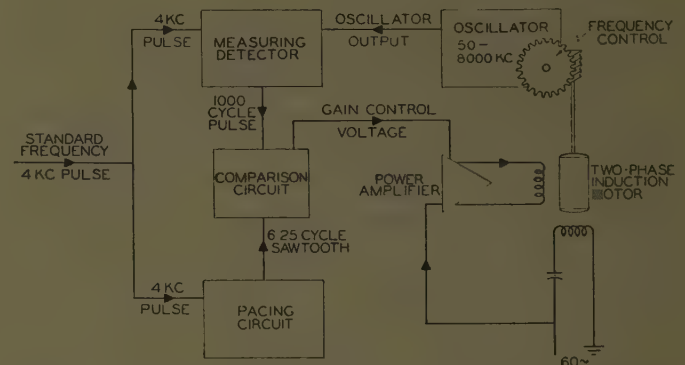 4 KC
PULSE
MEASURING
DETECTOR
OSCILLATOR
OUTPUT
OSCILLATOR
50-
8000 KC
FREQUENCY
CONTROL
1000
CYCLE
PULSE
GAIN CONTROL
VOLTAGE
STANDARD
FREQUENCY
4 KC PULSE
COMPARISON
CIRCUIT
POWER
AMPLIFIER
TWO-PHASE
INDUCTION
MOTOR
6.25 CYCLE
SAWTOOTH
4 KC
PULSE
PACING
CIRCUIT
60~